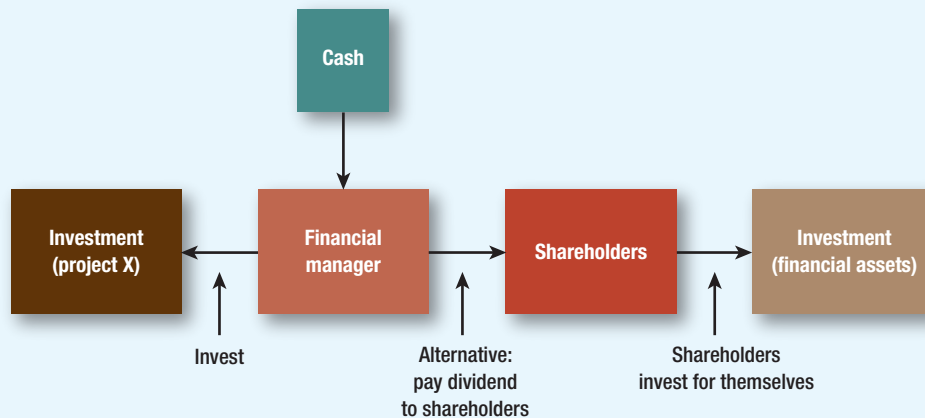 Cash
Investment
(project X)
Financial
manager
Shareholders
Investment
(financial assets)
Invest
Alternative:
pay dividend
to shareholders
Shareholders
invest for themselves